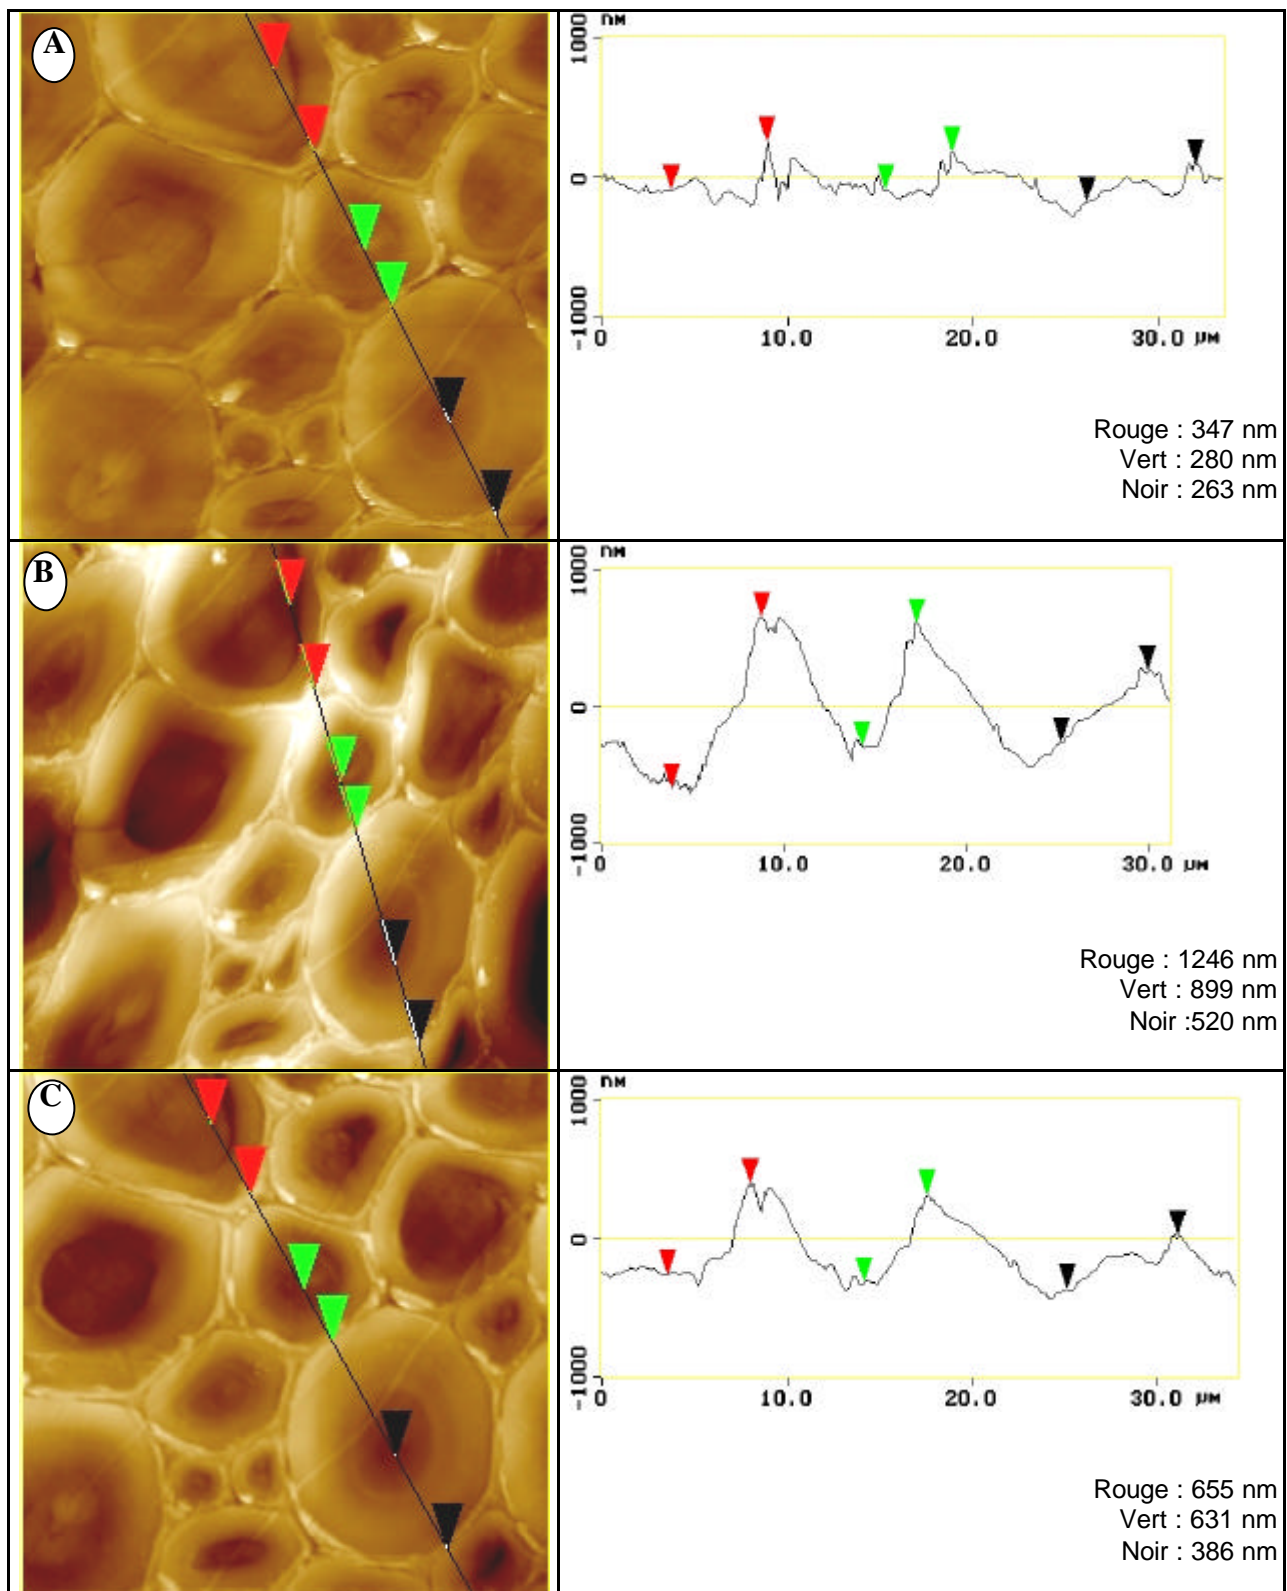 A
nM
1000
0
-1000
0 10.0 20.0 30.0 µM
Rouge : 347 nm
Vert : 280 nm
Noir : 263 nm
B
nM
1000
0
-1000
0 10.0 20.0 30.0 µM
Rouge : 1246 nm
Vert : 899 nm
Noir :520 nm
C
nM
1000
0
-1000
0 10.0 20.0 30.0 µM
Rouge : 655 nm
Vert : 631 nm
Noir : 386 nm